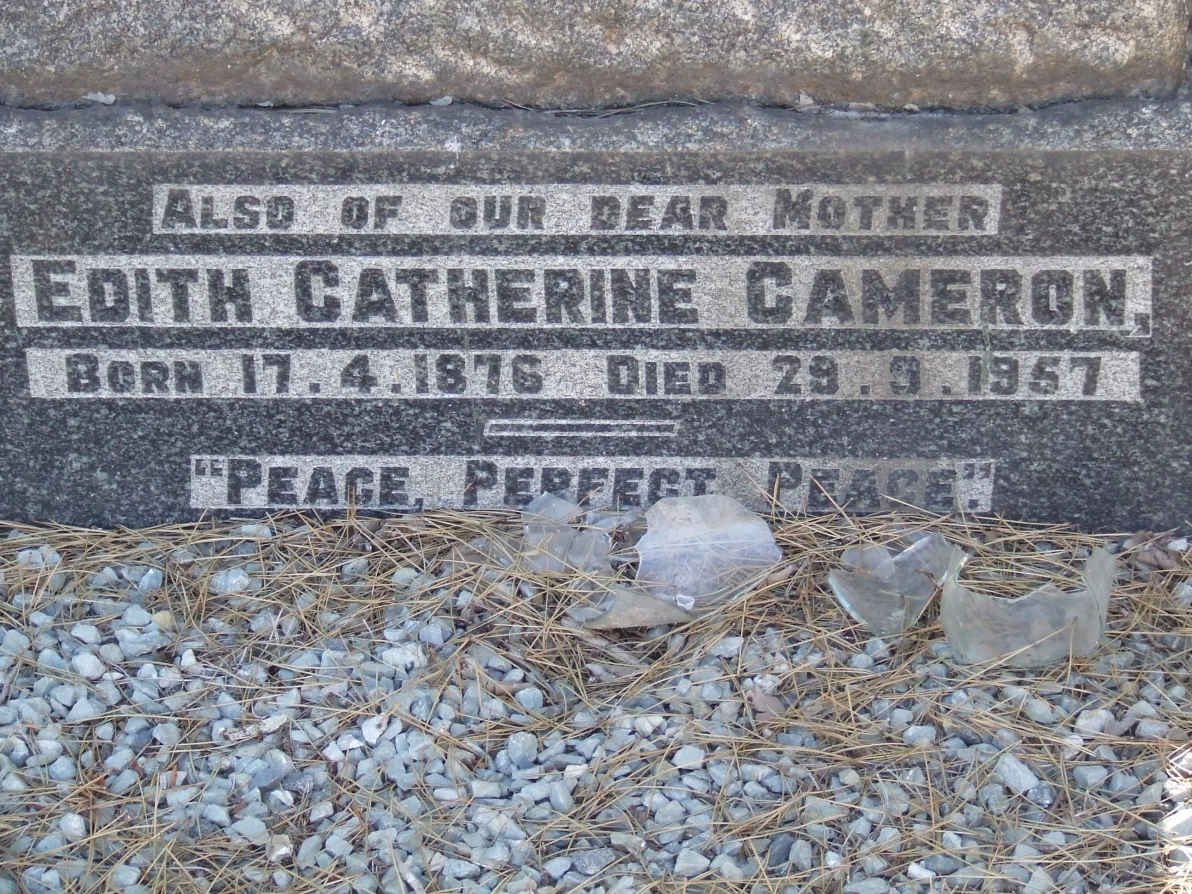 ALSO OF OUR DEAR MOTHER
EDITH CATHERINE CAMERON,
BORN 17.4.1876 DIED 29.9.1957
"PEACE, PERFECT PEACE."